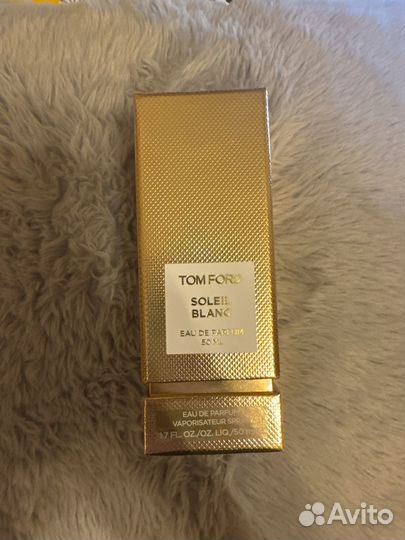 TOM FORD
SOLEIL
BLANC
EAU DE PARFUM
50 ML
EAU DE PARFUM
VAPORISATEUR
1.7 FL. OZ./OZ. LIQ./50
Avito